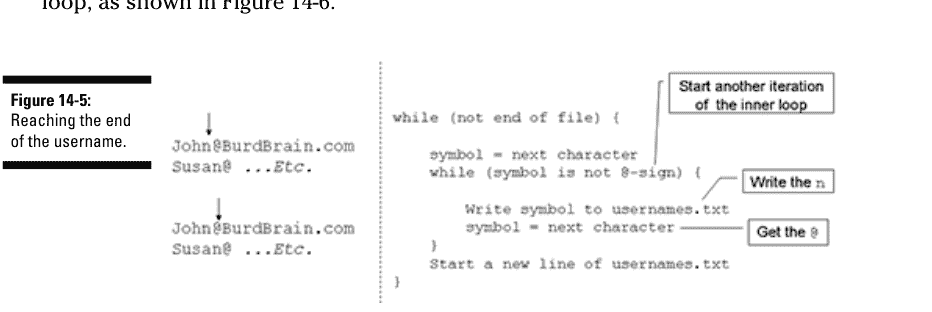 loop, as shown in Figure 14-6.
Figure 14-5:
Reaching the end
of the username.
John@BurdBrain.com
Susan@ ...Etc.
John@BurdBrain.com
Susan@ ...Etc.
Start another iteration
of the inner loop
while (not end of file) {
symbol = next character
while (symbol is not @-sign) {
Write the n
Write symbol to usernames.txt
symbol = next character
Get the @
}
Start a new line of usernames.txt
}